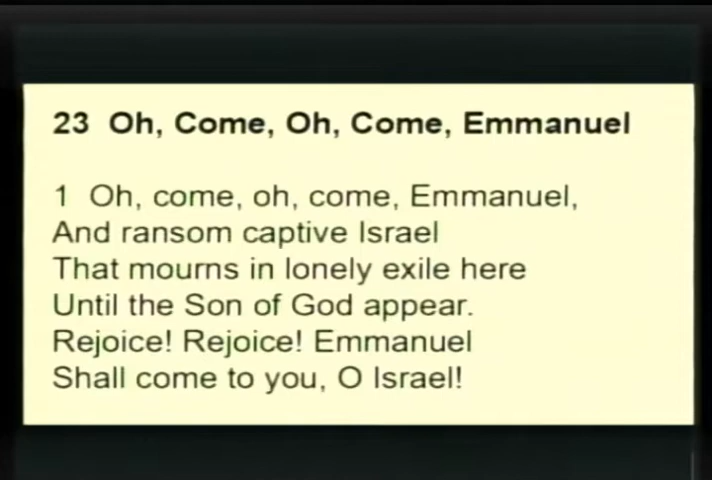 23 Oh, Come, Oh, Come, Emmanuel
1 Oh, come, oh, come, Emmanuel,
And ransom captive Israel
That mourns in lonely exile here
Until the Son of God appear.
Rejoice! Rejoice! Emmanuel
Shall come to you, O Israel!